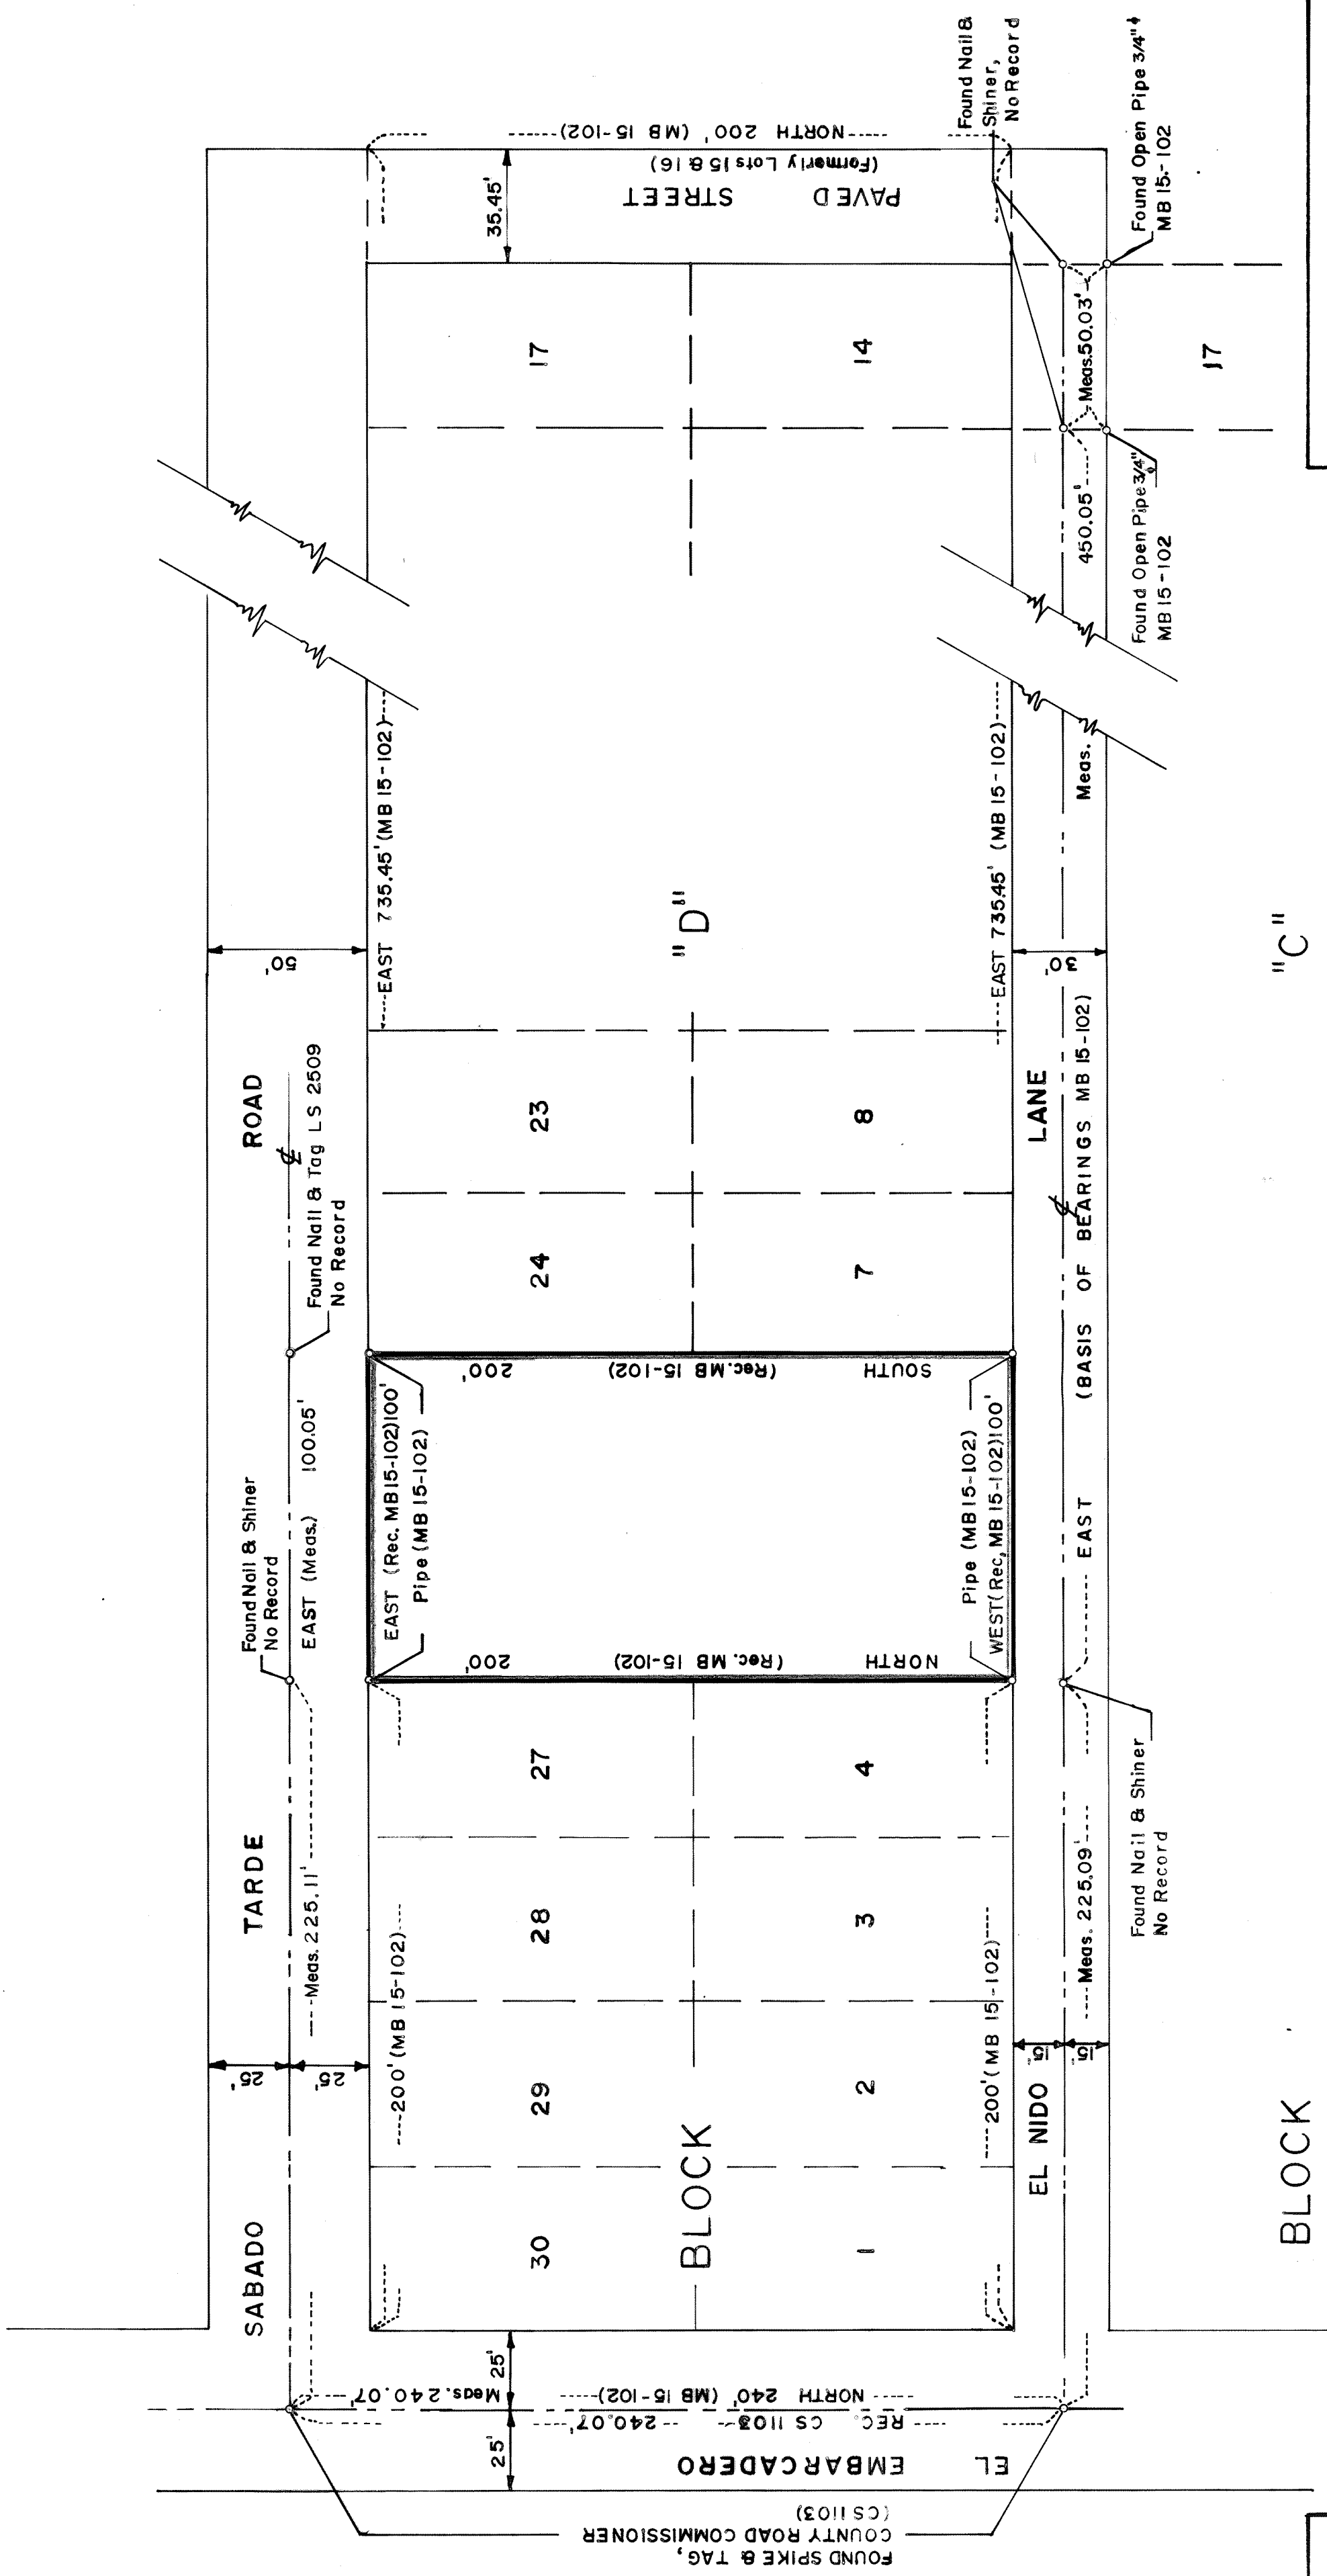 SABADO TARDE ROAD
Found Nail & Shiner
No Record
Found Nail & Tag LS 2509
No Record
EAST (Meas.) 100.05'
Meas. 225.11'
25'
25'
50'
EAST 735.45' (MB 15-102)
200' (MB 15-102)
EAST (Rec. MB 15-102) 100'
Pipe (MB 15-102)
30
29
28
27
24
23
17
NORTH (Rec. MB 15-102) 200'
SOUTH (Rec. MB 15-102) 200'
BLOCK "D"
1
2
3
4
7
8
14
Pipe (MB 15-102)
WEST (Rec, MB 15-102) 100'
200' (MB 15-102)
EAST 735.45' (MB 15-102)
35.45'
PAVED STREET
(Formerly Lots 15 & 16)
NORTH 200' (MB 15-102)
EL NIDO LANE
15'
15'
30'
Meas. 225.09'
EAST (BASIS OF BEARINGS MB 15-102)
Meas. 450.05'
Meas. 50.03'
Found Nail & Shiner
No Record
Found Nail &
Shiner,
No Record
Found Open Pipe 3/4" ϕ
MB 15-102
Found Open Pipe 3/4" ϕ
MB 15-102
17
BLOCK "C"
25'
25'
Meas. 240.07'
NORTH 240' (MB 15-102)
REC. CS 1103 240.07'
EL EMBARCADERO
FOUND SPIKE & TAG,
COUNTY ROAD COMMISSIONER
(CS 1103)